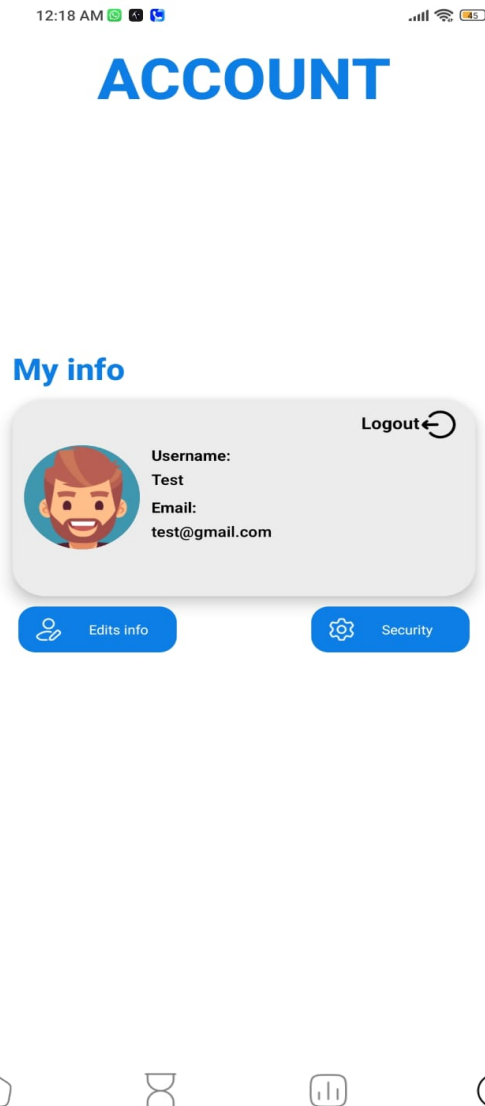 12:18 AM
45
ACCOUNT
My info
Logout
Username:
Test
Email:
test@gmail.com
Edits info
Security